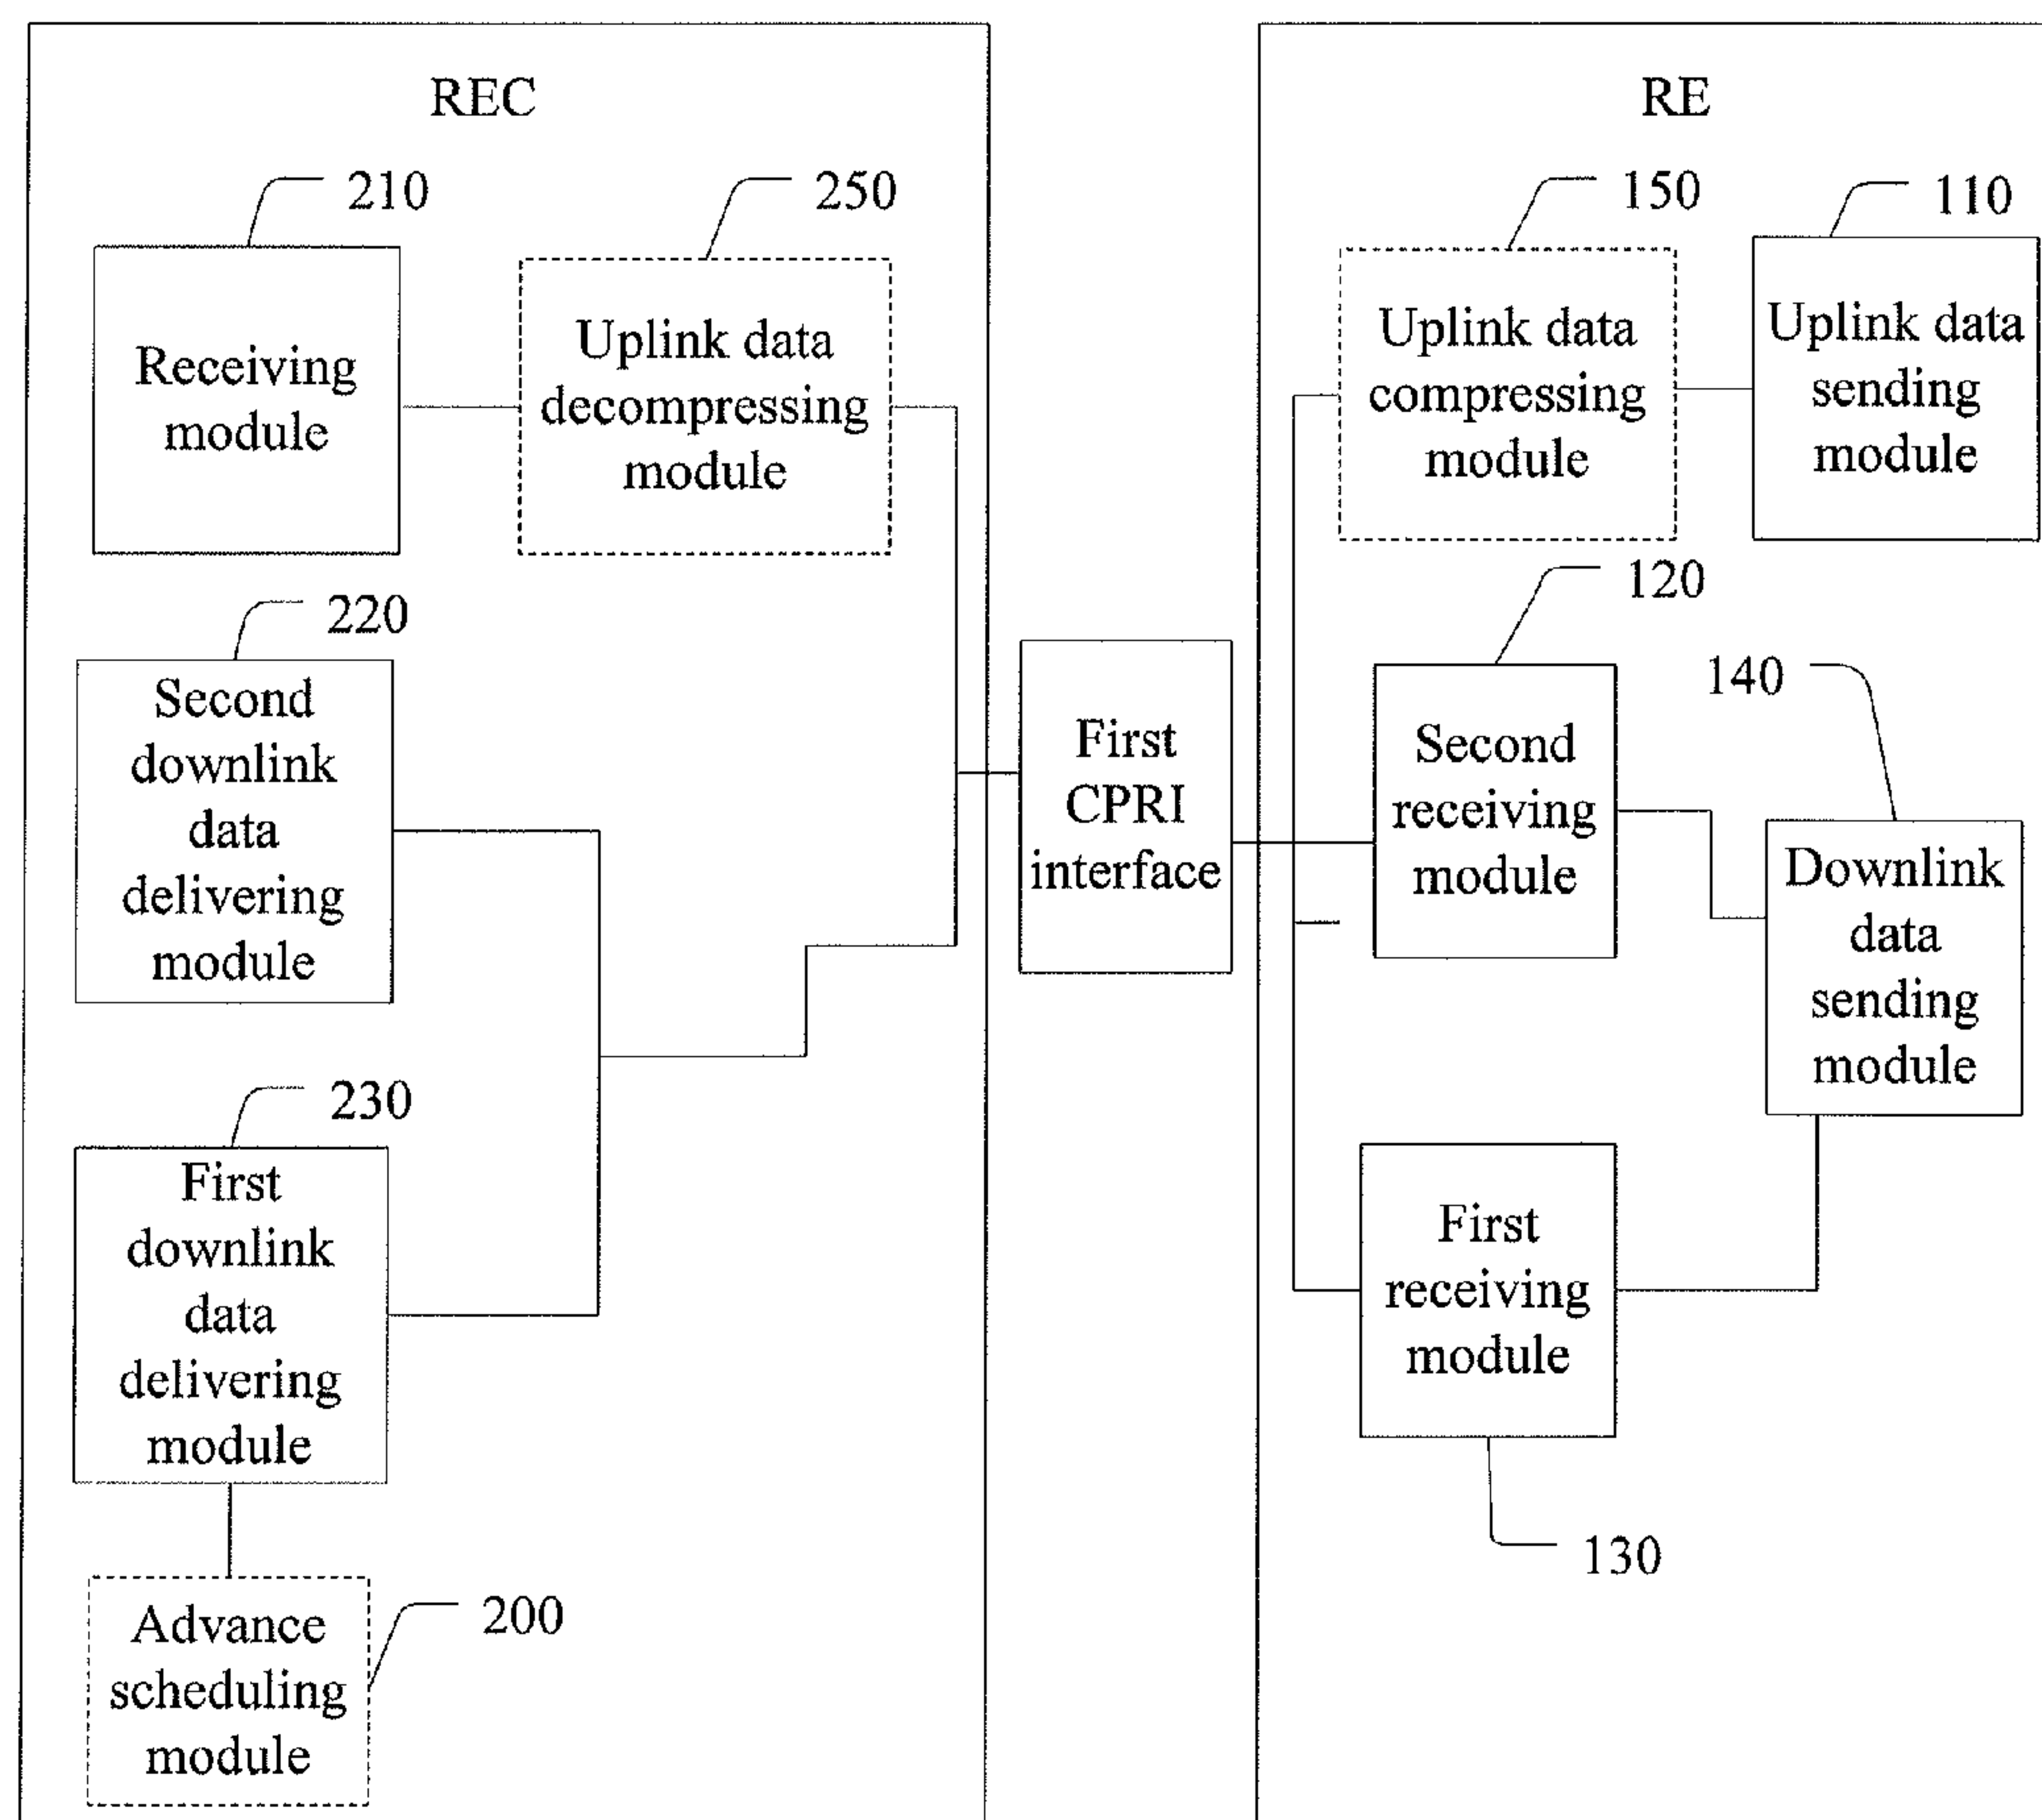 REC
210
250
Receiving
module
Uplink data
decompressing
module
220
Second
downlink
data
delivering
module
230
First
downlink
data
delivering
module
200
Advance
scheduling
module
First
CPRI
interface
RE
150
110
Uplink data
compressing
module
Uplink data
sending
module
120
Second
receiving
module
140
Downlink
data
sending
module
First
receiving
module
130